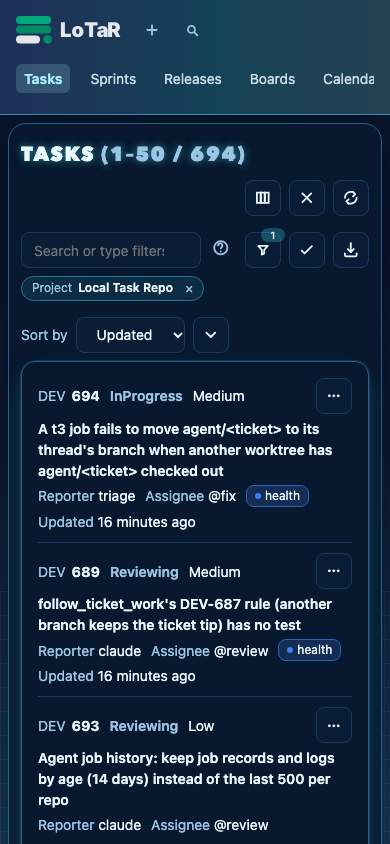 LoTaR
Tasks Sprints Releases Boards Calenda
TASKS (1-50 / 694)
Search or type filters
1
Project Local Task Repo ×
Sort by Updated
DEV 694 InProgress Medium
A t3 job fails to move agent/<ticket> to its
thread's branch when another worktree has
agent/<ticket> checked out
Reporter triage Assignee @fix health
Updated 16 minutes ago
DEV 689 Reviewing Medium
follow_ticket_work's DEV-687 rule (another
branch keeps the ticket tip) has no test
Reporter claude Assignee @review health
Updated 16 minutes ago
DEV 693 Reviewing Low
Agent job history: keep job records and logs
by age (14 days) instead of the last 500 per
repo
Reporter claude Assignee @review